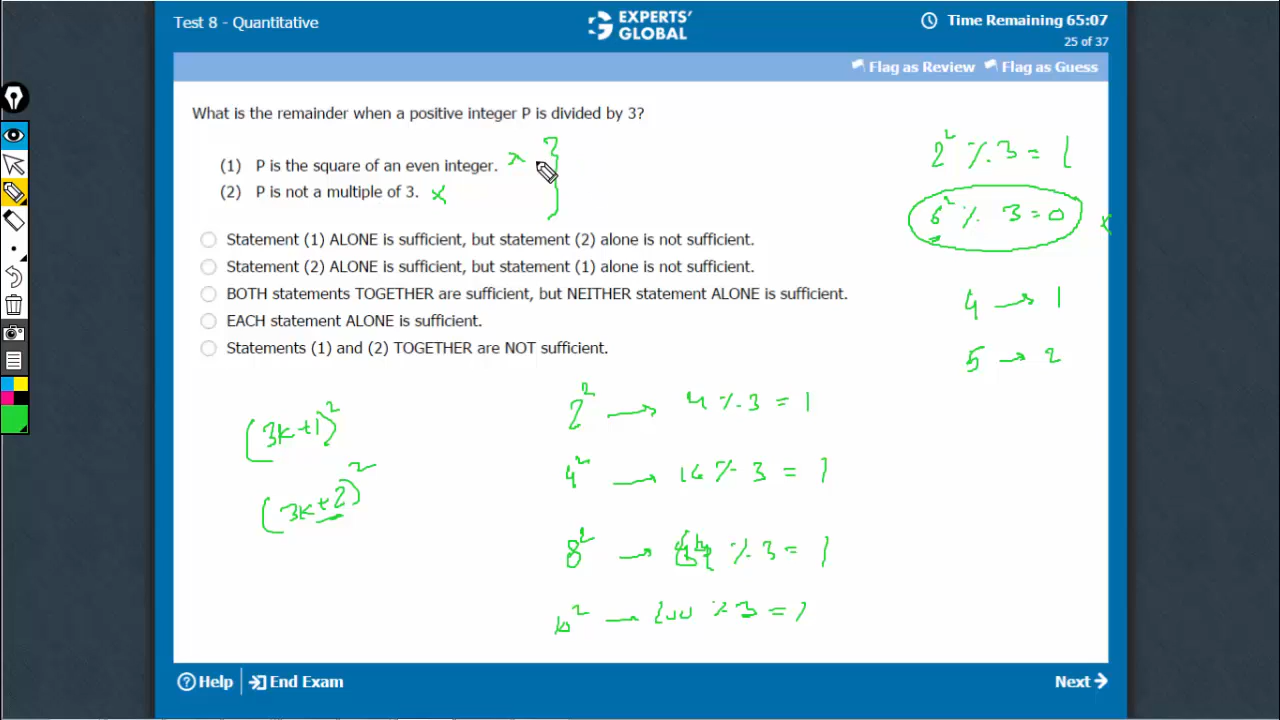 Test 8 - Quantitative
EXPERTS'
GLOBAL
Time Remaining 65:07
25 of 37
Flag as Review
Flag as Guess
What is the remainder when a positive integer P is divided by 3?
(1) P is the square of an even integer. x
(2) P is not a multiple of 3. x
Statement (1) ALONE is sufficient, but statement (2) alone is not sufficient.
Statement (2) ALONE is sufficient, but statement (1) alone is not sufficient.
BOTH statements TOGETHER are sufficient, but NEITHER statement ALONE is sufficient.
EACH statement ALONE is sufficient.
Statements (1) and (2) TOGETHER are NOT sufficient.
2² % 3 = 1
6² % 3 = 0 x
4 → 1
5 → 2
(3k+1)²
(3k+2)²
2² → 4 % 3 = 1
4² → 16 % 3 = 1
8² → 64 % 3 = 1
10² → 100 % 3 = 1
Help
End Exam
Next